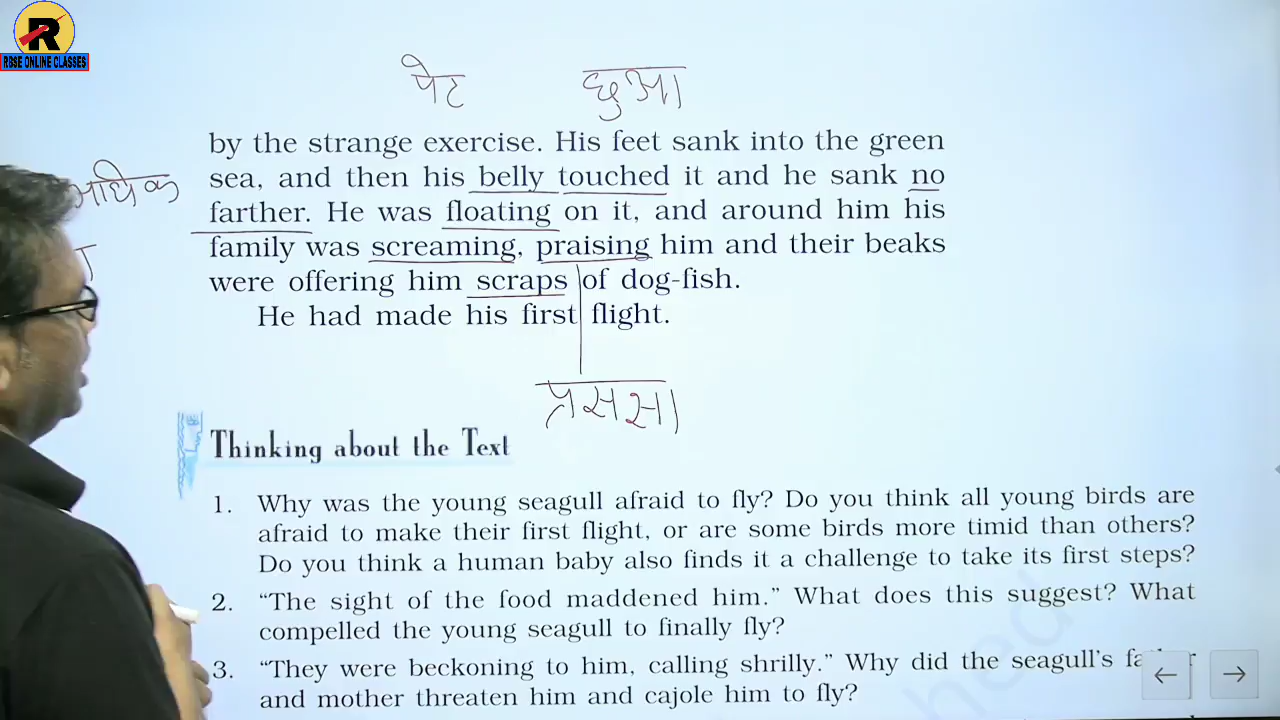 R
RBSE ONLINE CLASSES
पेट छुआ
by the strange exercise. His feet sank into the green
sea, and then his belly touched it and he sank no
farther. He was floating on it, and around him his
family was screaming, praising him and their beaks
were offering him scraps of dog-fish.
He had made his first flight.
प्रससा
Thinking about the Text
1. Why was the young seagull afraid to fly? Do you think all young birds are
afraid to make their first flight, or are some birds more timid than others?
Do you think a human baby also finds it a challenge to take its first steps?
2. “The sight of the food maddened him.” What does this suggest? What
compelled the young seagull to finally fly?
3. “They were beckoning to him, calling shrilly.” Why did the seagull’s
and mother threaten him and cajole him to fly?